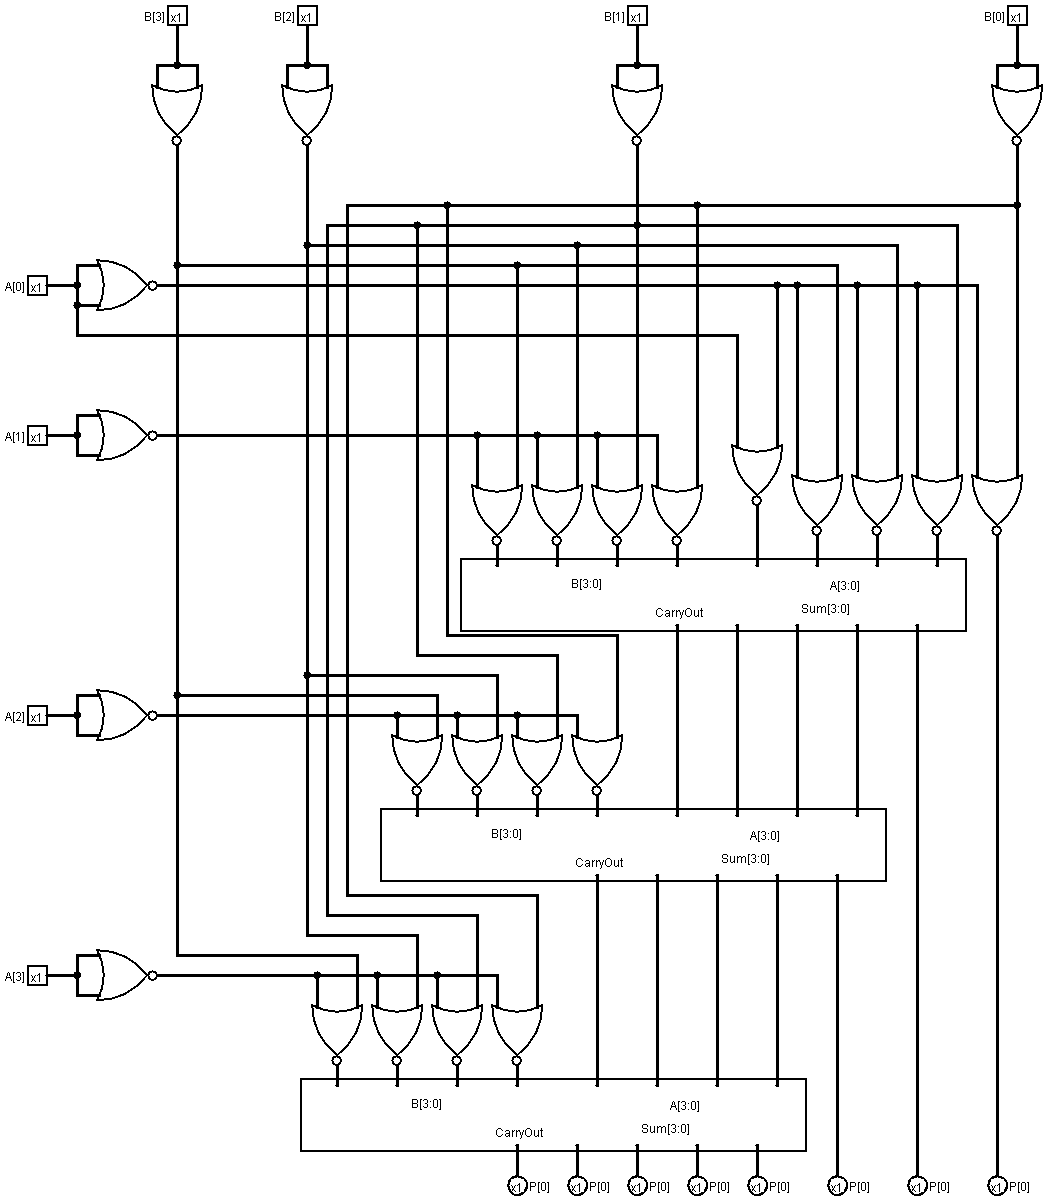 B[3] x1 B[2] x1 B[1] x1 B[0] x1
A[0] x1
A[1] x1
B[3:0] A[3:0]
CarryOut Sum[3:0]
A[2] x1
B[3:0] A[3:0]
CarryOut Sum[3:0]
A[3] x1
B[3:0] A[3:0]
CarryOut Sum[3:0]
x1 P[0] x1 P[0] x1 P[0] x1 P[0] x1 P[0] x1 P[0] x1 P[0] x1 P[0]